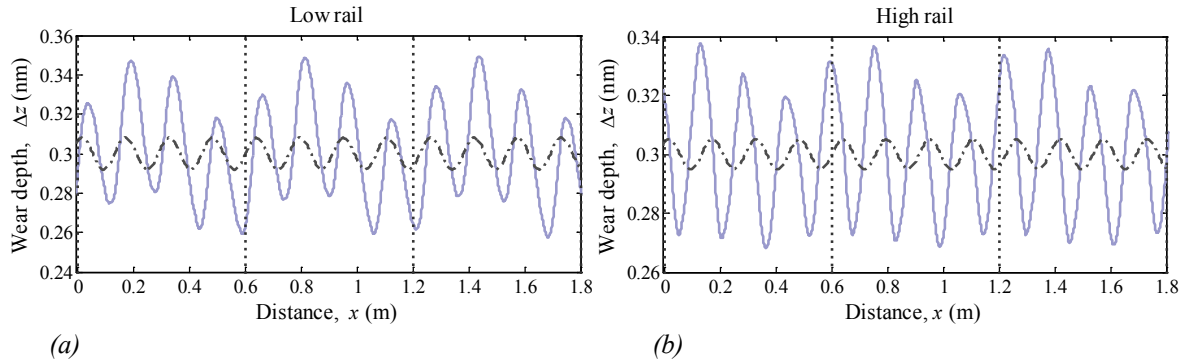 Low rail
0.36
0.34
0.32
0.3
0.28
0.26
0.24
0 0.2 0.4 0.6 0.8 1 1.2 1.4 1.6 1.8
Wear depth, Δz (nm)
Distance, x (m)
(a)
High rail
0.34
0.32
0.3
0.28
0.26
0 0.2 0.4 0.6 0.8 1 1.2 1.4 1.6 1.8
Wear depth, Δz (nm)
Distance, x (m)
(b)